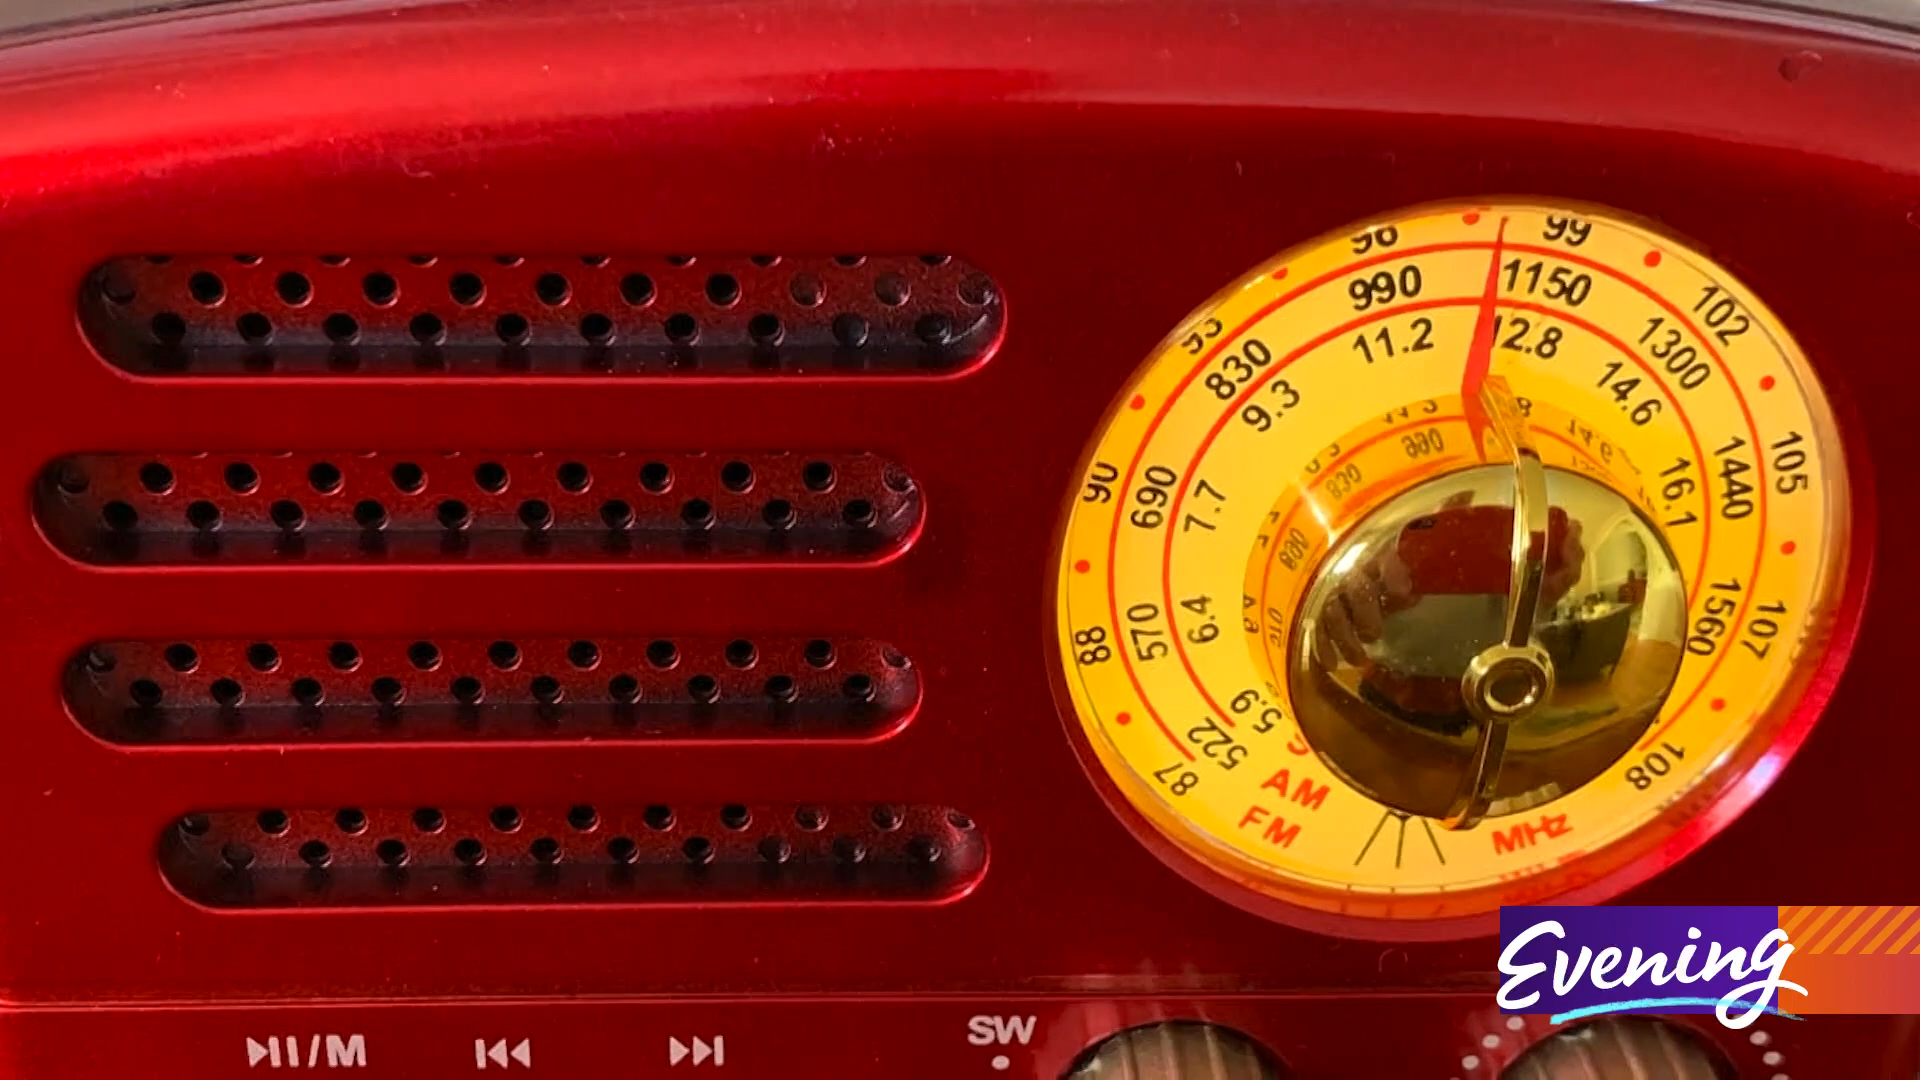 96 99 102 105 107 108
93 90 88 87
990 1150 1300 1440 1560
830 690 570 522
11.2 12.8 14.6 16.1
9.3 7.7 6.4 5.9
AM
FM
MHz
Evening
/M
SW